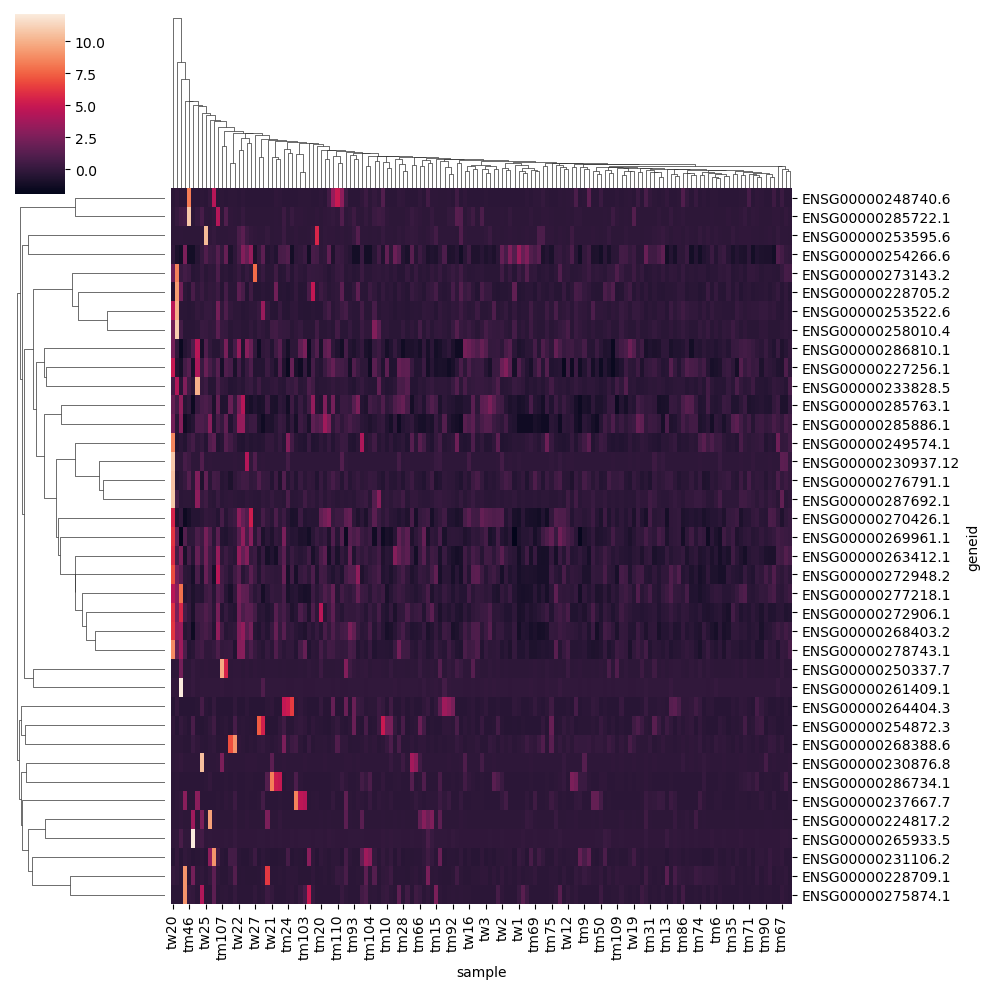 10.0
7.5
5.0
2.5
0.0
ENSG00000248740.6
ENSG00000285722.1
ENSG00000253595.6
ENSG00000254266.6
ENSG00000273143.2
ENSG00000228705.2
ENSG00000253522.6
ENSG00000258010.4
ENSG00000286810.1
ENSG00000227256.1
ENSG00000233828.5
ENSG00000285763.1
ENSG00000285886.1
ENSG00000249574.1
ENSG00000230937.12
ENSG00000276791.1
ENSG00000287692.1
ENSG00000270426.1
ENSG00000269961.1
ENSG00000263412.1
ENSG00000272948.2
ENSG00000277218.1
ENSG00000272906.1
ENSG00000268403.2
ENSG00000278743.1
ENSG00000250337.7
ENSG00000261409.1
ENSG00000264404.3
ENSG00000254872.3
ENSG00000268388.6
ENSG00000230876.8
ENSG00000286734.1
ENSG00000237667.7
ENSG00000224817.2
ENSG00000265933.5
ENSG00000231106.2
ENSG00000228709.1
ENSG00000275874.1
geneid
tw20
tm46
tw25
tm107
tw22
tw27
tw21
tm24
tm103
tm20
tm110
tm93
tm104
tm10
tm28
tm66
tm15
tm92
tw16
tw3
tw2
tw1
tm69
tm75
tw12
tm9
tm50
tm109
tw19
tm31
tm13
tm86
tm74
tm6
tm35
tm71
tm90
tm67
sample